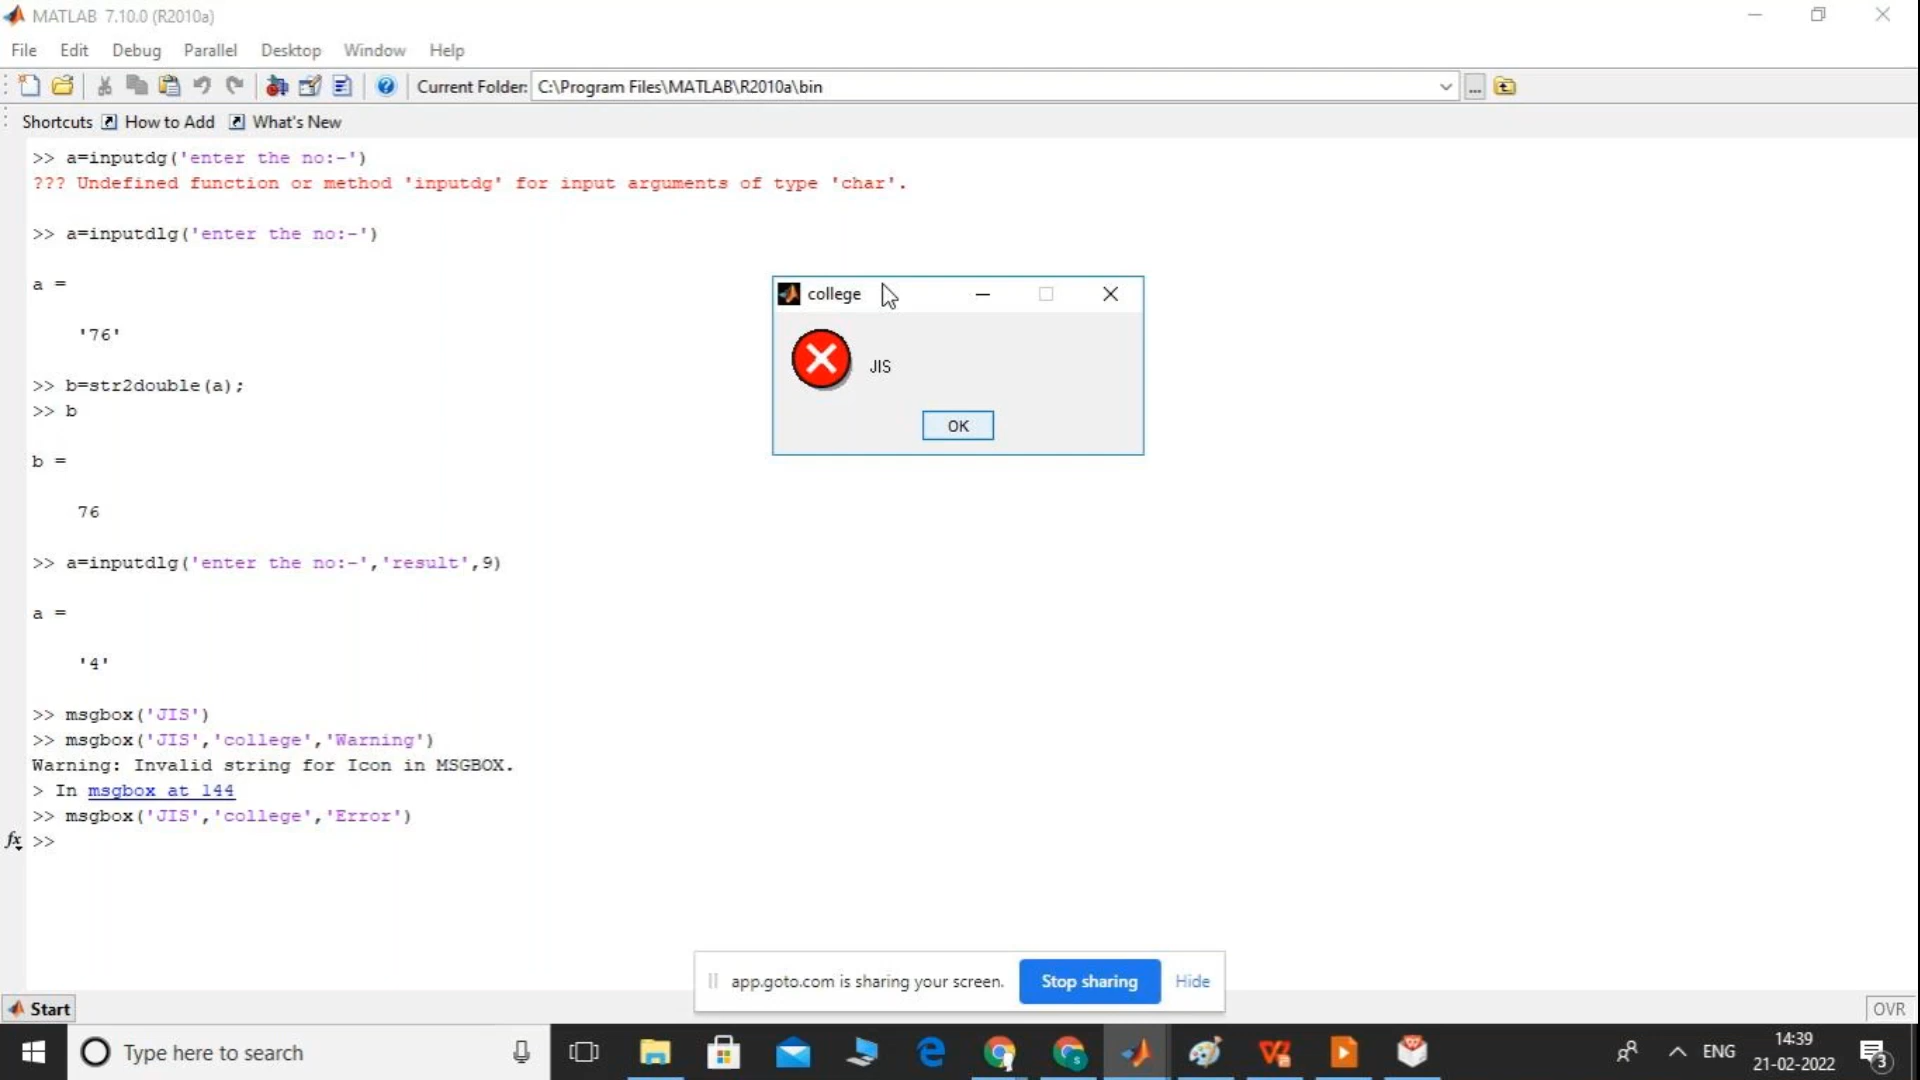 MATLAB 7.10.0 (R2010a)
File Edit Debug Parallel Desktop Window Help
Current Folder: C:\Program Files\MATLAB\R2010a\bin ...
Shortcuts How to Add What's New
>> a=inputdg('enter the no:-')
??? Undefined function or method 'inputdg' for input arguments of type 'char'.
>> a=inputdlg('enter the no:-')
a =
'76'
>> b=str2double(a);
>> b
b =
76
>> a=inputdlg('enter the no:-','result',9)
a =
'4'
>> msgbox('JIS')
>> msgbox('JIS','college','Warning')
Warning: Invalid string for Icon in MSGBOX.
> In msgbox at 144
>> msgbox('JIS','college','Error')
fx >>
college
JIS
OK
app.goto.com is sharing your screen. Stop sharing Hide
Start
OVR
Type here to search
ENG
14:39
21-02-2022
3